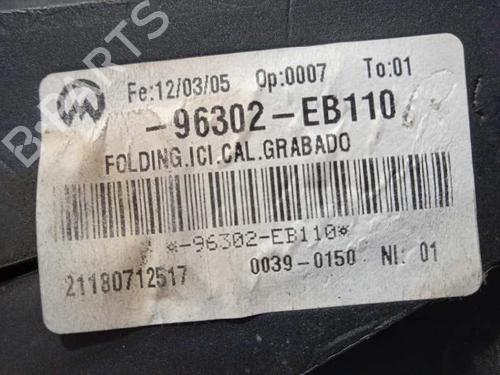 Fe:12/03/05 Op:0007 To:01
-96302-EB110
FOLDING.ICI.CAL.GRABADO
*-96302-EB110*
21180712517 0039-0150 NI: 01
B-PARTS